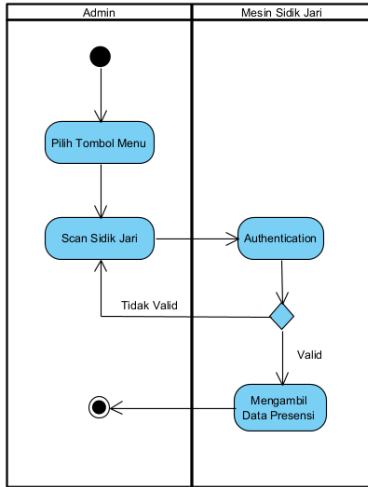 Admin
Mesin Sidik Jari
Pilih Tombol Menu
Scan Sidik Jari
Authentication
Tidak Valid
Valid
Mengambil
Data Presensi